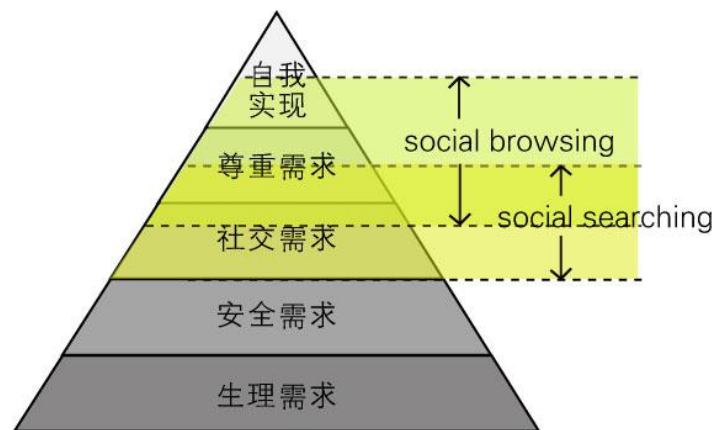 自我
实现
social browsing
尊重需求
social searching
社交需求
安全需求
生理需求